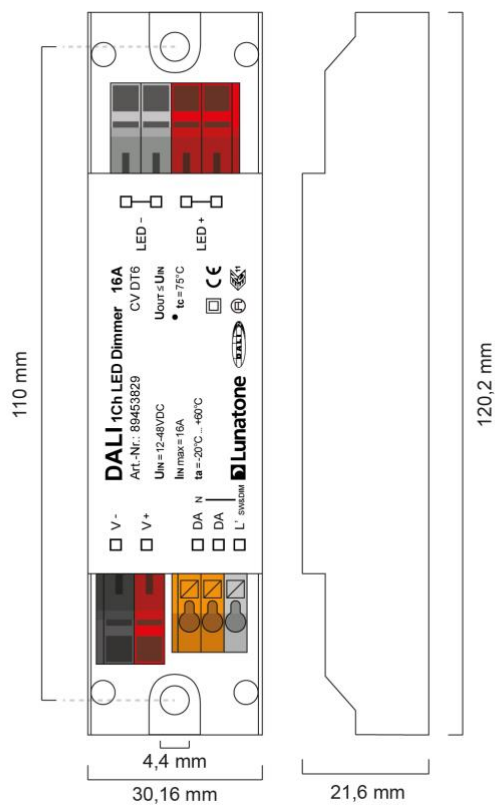 LED -
LED +
DALI 1Ch LED Dimmer 16A
Art.-Nr.: 89453829 CV DT6
UIN = 12-48VDC UOUT ≤ UIN
IIN max = 16A • tc = 75°C
ta = -20°C ... +60°C
Lunatone DALI CE
V -
V +
DA N
DA
L' SW&DIM
110 mm
120,2 mm
4,4 mm
30,16 mm
21,6 mm